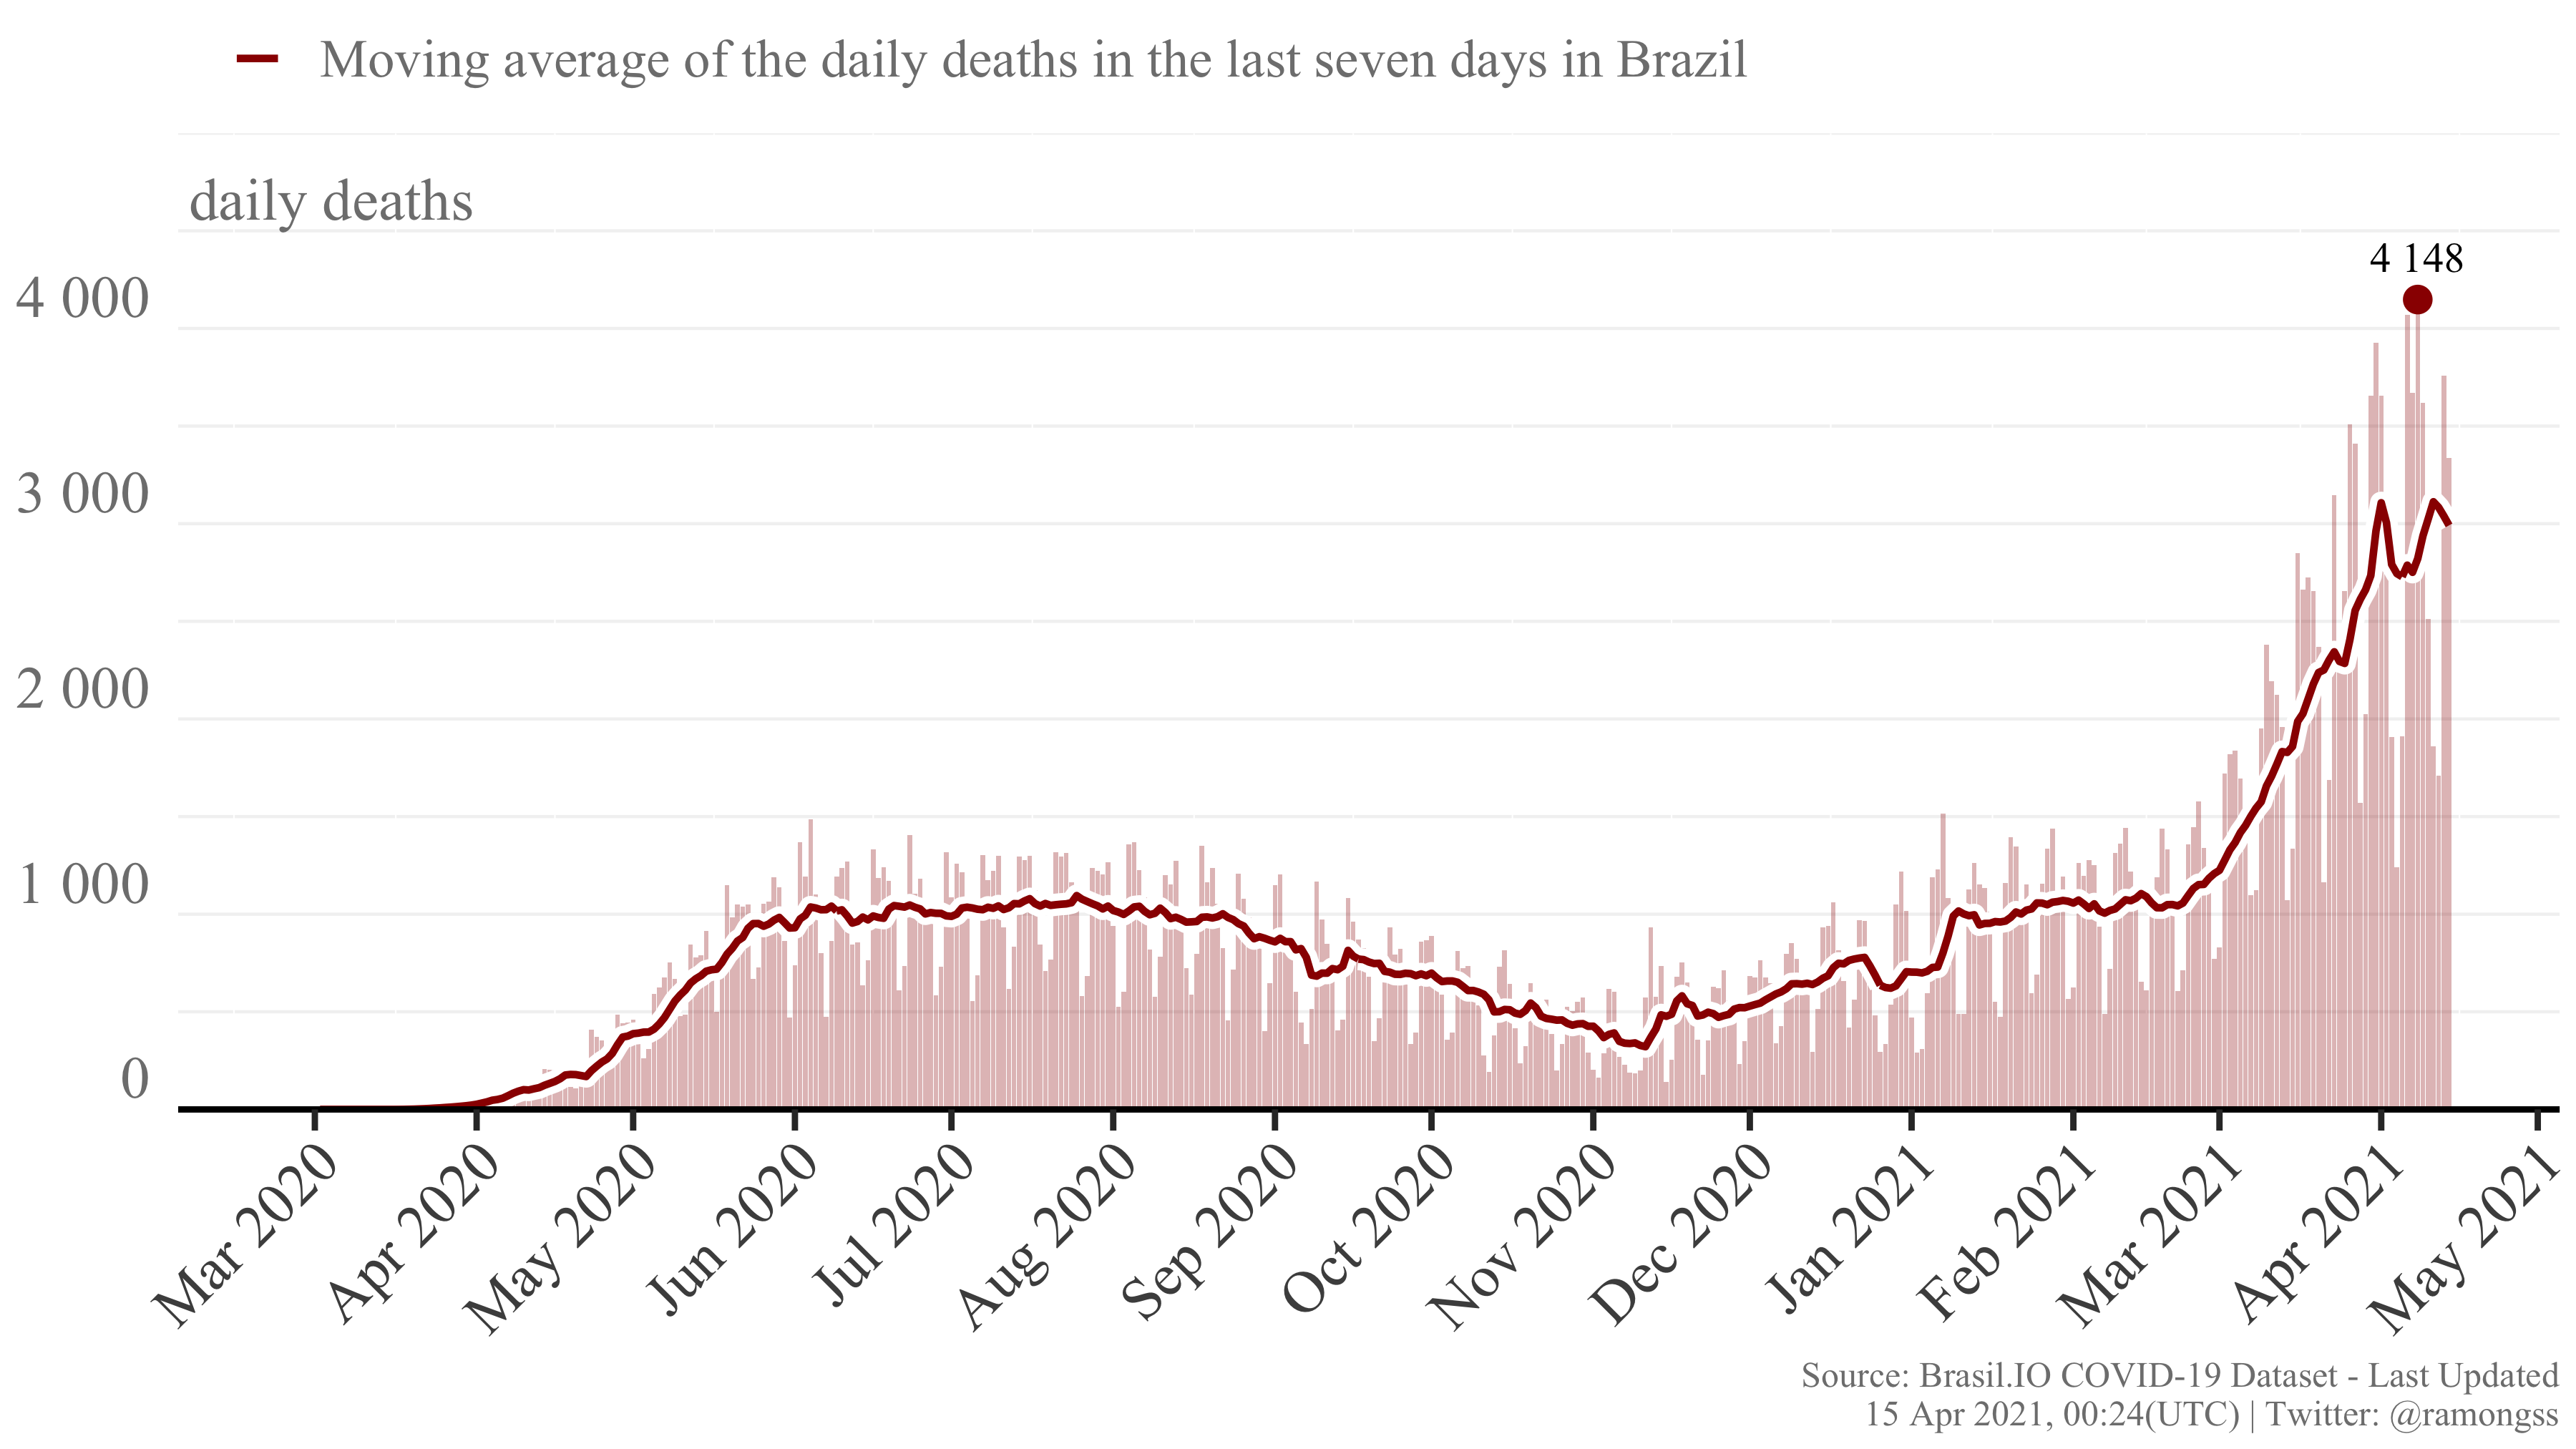 Moving average of the daily deaths in the last seven days in Brazil
daily deaths
4 148
4 000
3 000
2 000
1 000
0
Mar 2020
Apr 2020
May 2020
Jun 2020
Jul 2020
Aug 2020
Sep 2020
Oct 2020
Nov 2020
Dec 2020
Jan 2021
Feb 2021
Mar 2021
Apr 2021
May 2021
Source: Brasil.IO COVID-19 Dataset - Last Updated
15 Apr 2021, 00:24(UTC) | Twitter: @ramongss